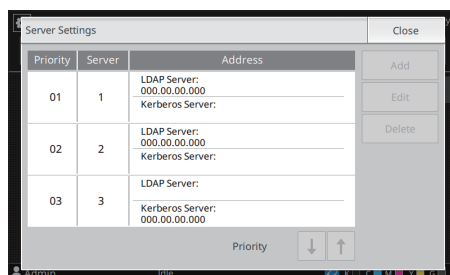 Server Settings
Close
Priority Server Address
Add
Edit
Delete
01 1 LDAP Server:
000.00.00.000
Kerberos Server:
02 2 LDAP Server:
000.00.00.000
Kerberos Server:
03 3 LDAP Server:
Kerberos Server:
000.00.00.000
Priority ↓ ↑
Admin Idle K C M Y G